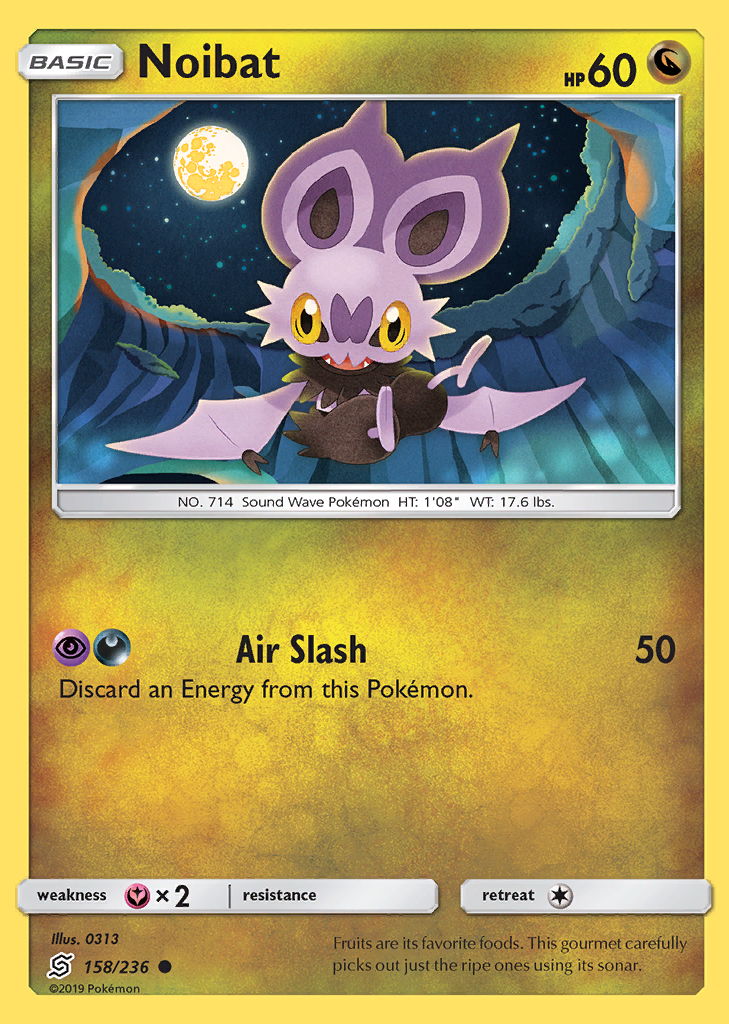 BASIC Noibat HP60
NO. 714 Sound Wave Pokémon HT: 1'08" WT: 17.6 lbs.
Air Slash 50
Discard an Energy from this Pokémon.
weakness ×2 resistance retreat
Illus. 0313
158/236
©2019 Pokémon
Fruits are its favorite foods. This gourmet carefully
picks out just the ripe ones using its sonar.